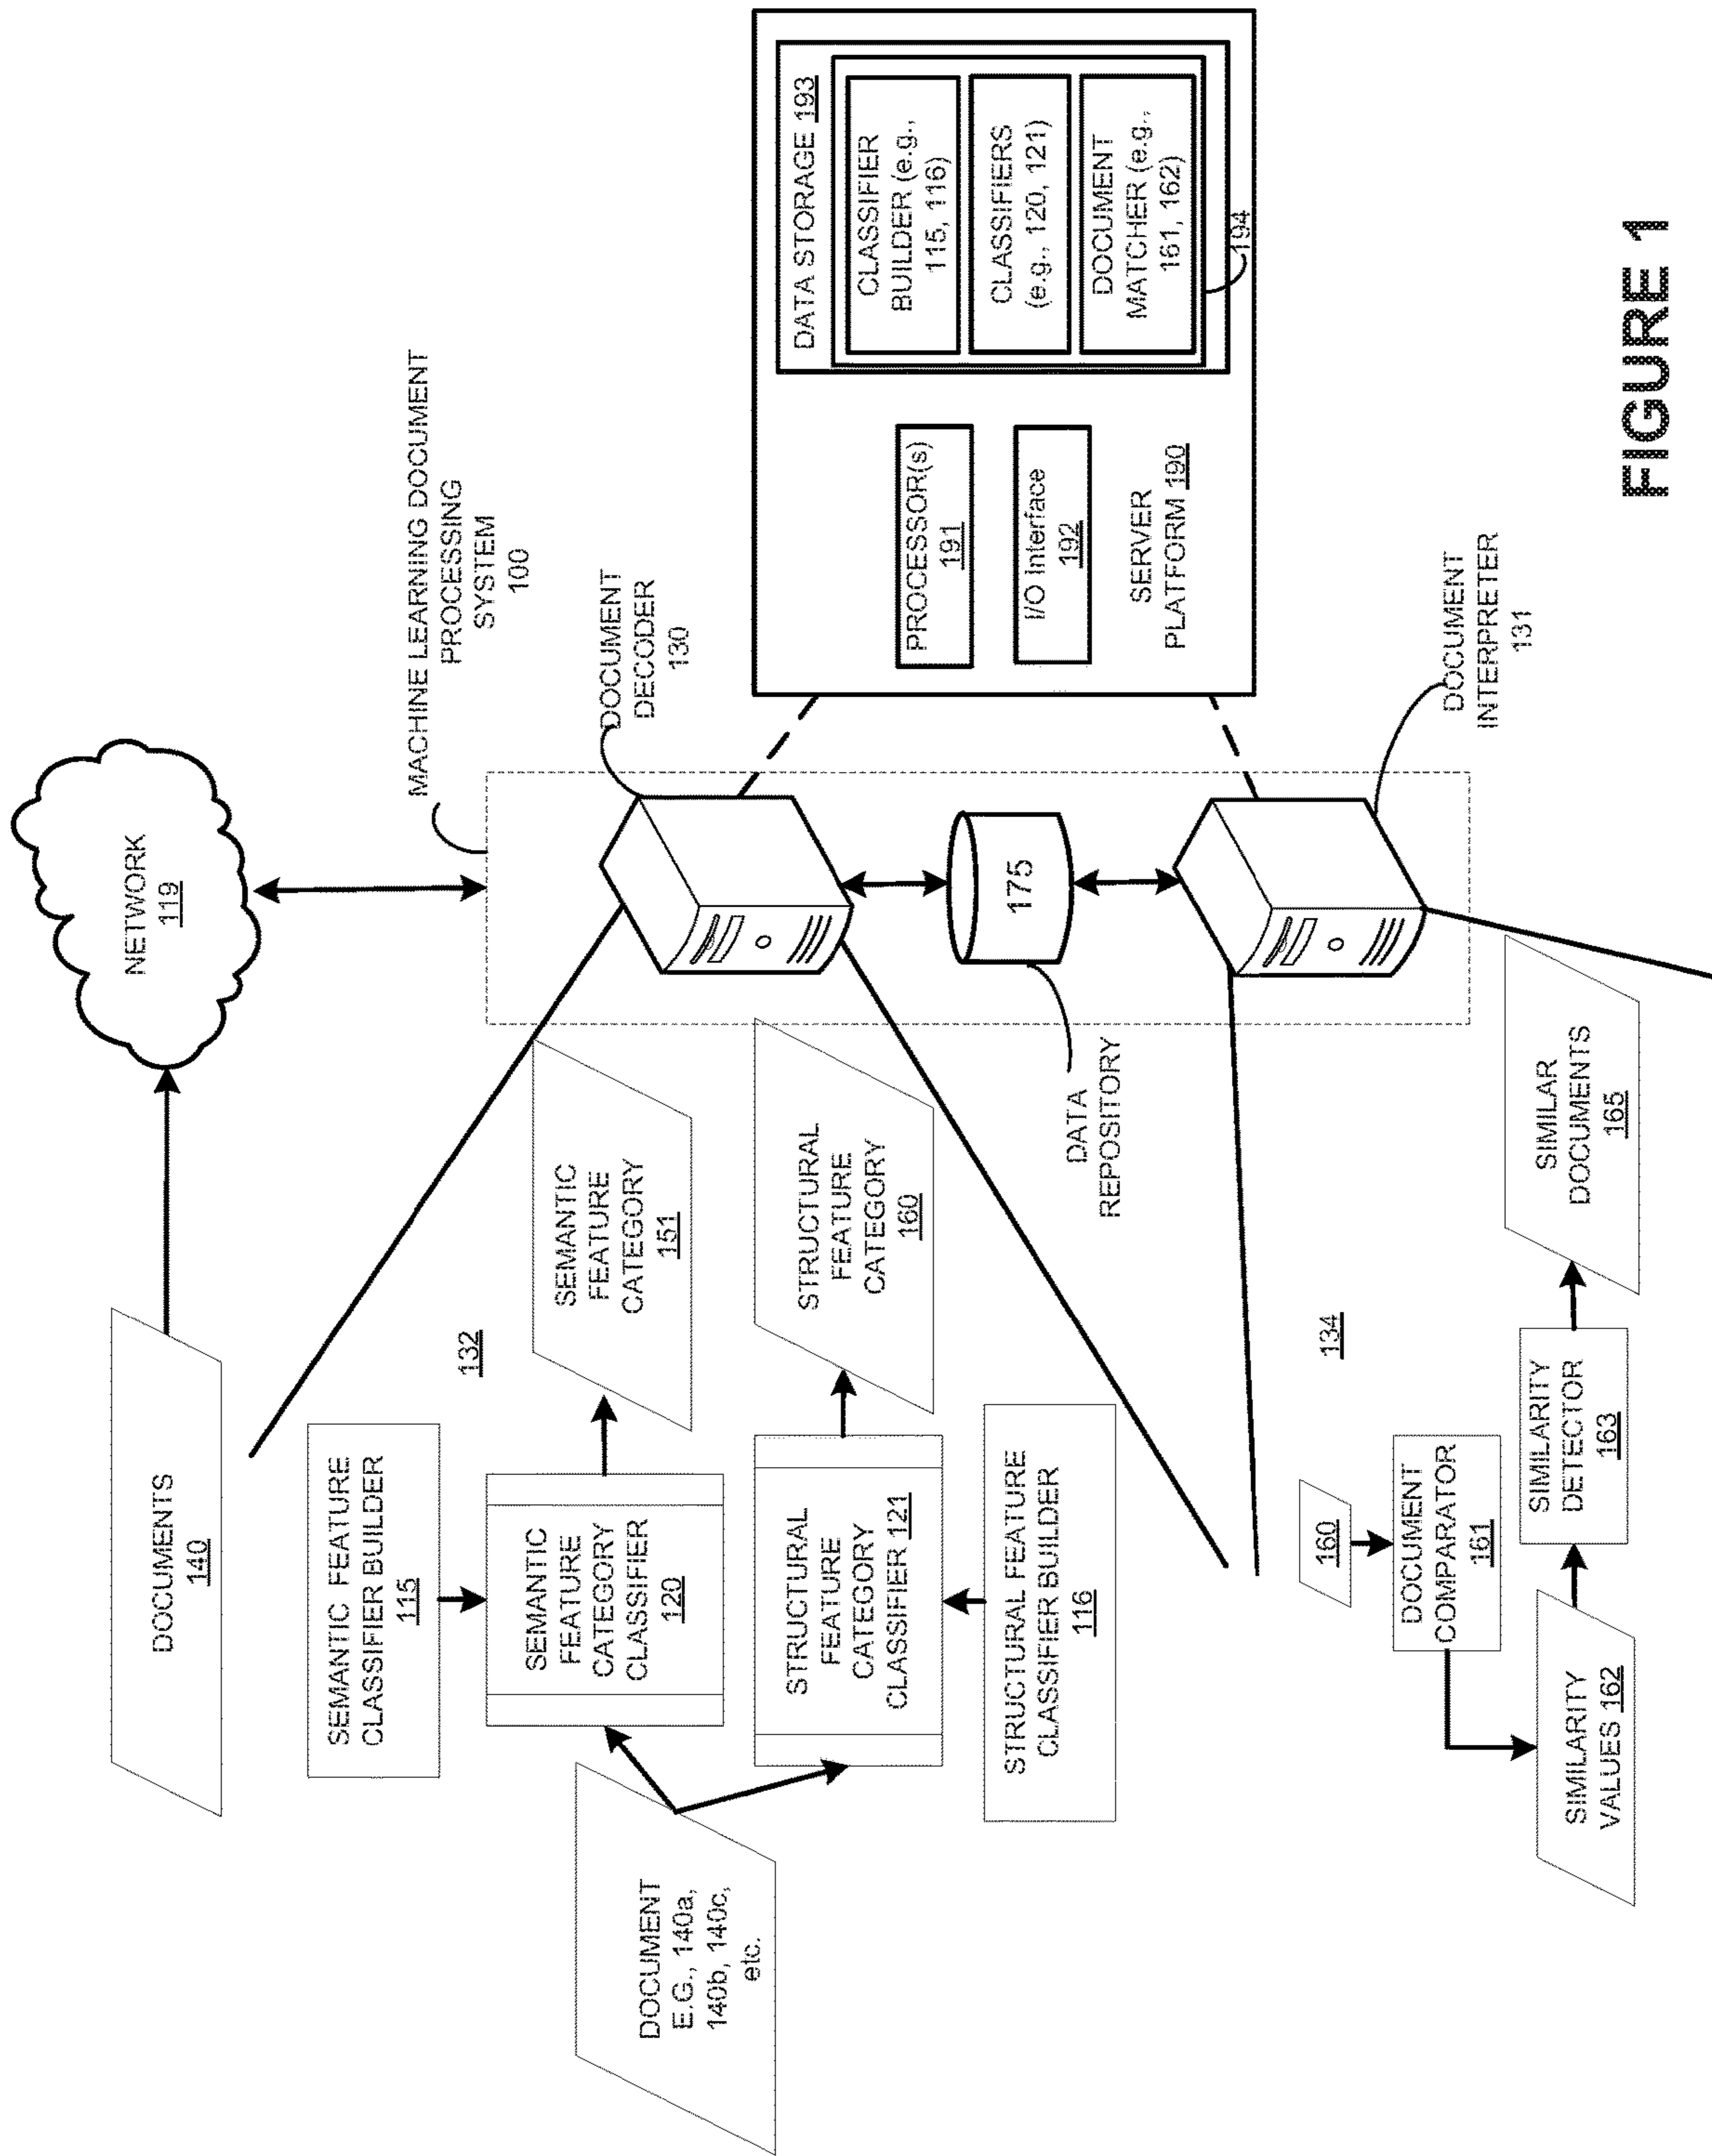 DOCUMENTS
140
NETWORK
119
MACHINE LEARNING DOCUMENT
PROCESSING
SYSTEM
100
SEMANTIC FEATURE
CLASSIFIER BUILDER
115
132
SEMANTIC
FEATURE
CATEGORY
CLASSIFIER
120
SEMANTIC
FEATURE
CATEGORY
151
DOCUMENT
E.G., 140a,
140b, 140c,
etc.
STRUCTURAL
FEATURE
CATEGORY
CLASSIFIER 121
STRUCTURAL
FEATURE
CATEGORY
160
STRUCTURAL FEATURE
CLASSIFIER BUILDER
116
DOCUMENT
DECODER
130
175
DATA
REPOSITORY
DATA STORAGE 193
CLASSIFIER
BUILDER (e.g.,
115, 116)
CLASSIFIERS
(e.g., 120, 121)
DOCUMENT
MATCHER (e.g.,
161, 162)
194
PROCESSOR(s)
191
I/O Interface
192
SERVER
PLATFORM 190
DOCUMENT
INTERPRETER
131
134
160
DOCUMENT
COMPARATOR
161
SIMILARITY
VALUES 162
SIMILARITY
DETECTOR
163
SIMILAR
DOCUMENTS
165
FIGURE 1